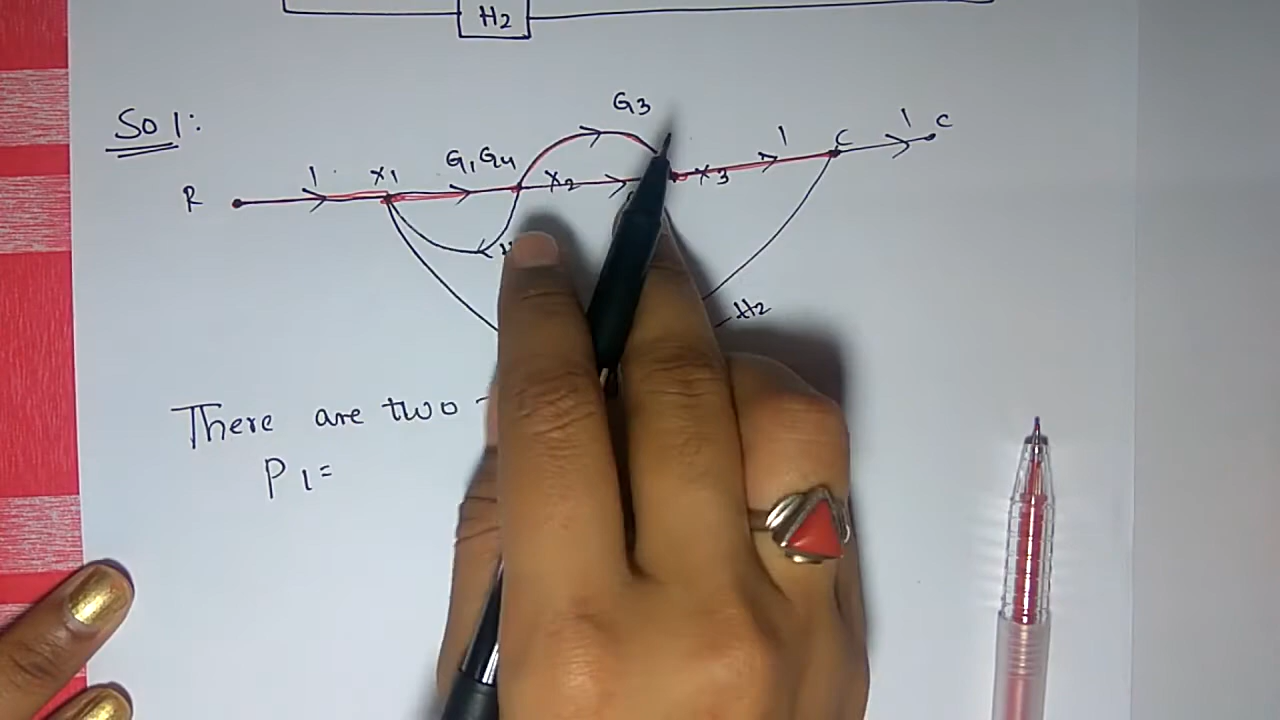 H2
Sol:
G3
1 C
1 C
G1G4
1 X1
X2
X3
R
H2
There are two
P1=